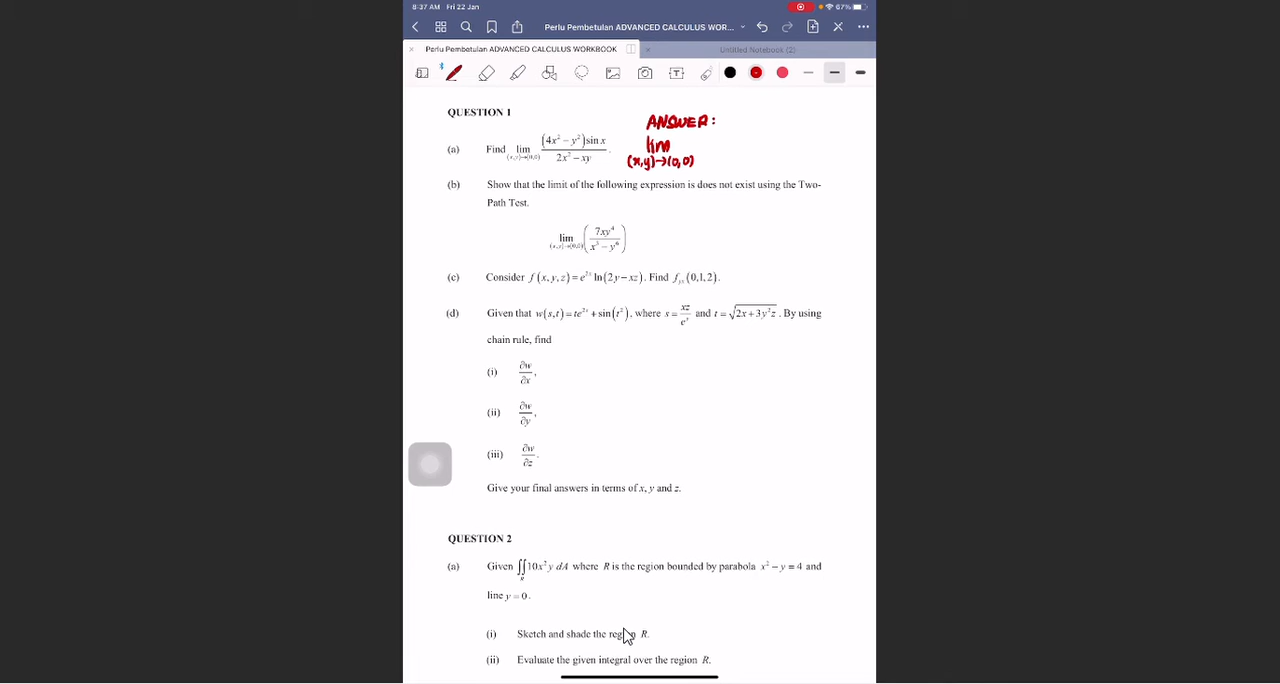 8:37 AM Fri 22 Jan 67%
Perlu Pembetulan ADVANCED CALCULUS WOR...
Perlu Pembetulan ADVANCED CALCULUS WORKBOOK Untitled Notebook (2)
QUESTION 1
ANSWER:
(a) Find lim (x,y)→(0,0) (4x² − y²)sin x / 2x² − xy .
lim
(x,y)→(0,0)
(b) Show that the limit of the following expression is does not exist using the Two-
Path Test.
lim (x,y)→(0,0) (7xy⁴ / x³ − y⁶)
(c) Consider f(x, y, z) = e²ˣ ln(2y − xz). Find f_yx(0,1,2).
(d) Given that w(s,t) = te²ˢ + sin(t²), where s = xz / eʸ and t = √(2x + 3y²z) . By using
chain rule, find
(i) ∂w/∂x,
(ii) ∂w/∂y,
(iii) ∂w/∂z.
Give your final answers in terms of x, y and z.
QUESTION 2
(a) Given ∬_R 10x²y dA where R is the region bounded by parabola x² − y = 4 and
line y = 0.
(i) Sketch and shade the region R.
(ii) Evaluate the given integral over the region R.